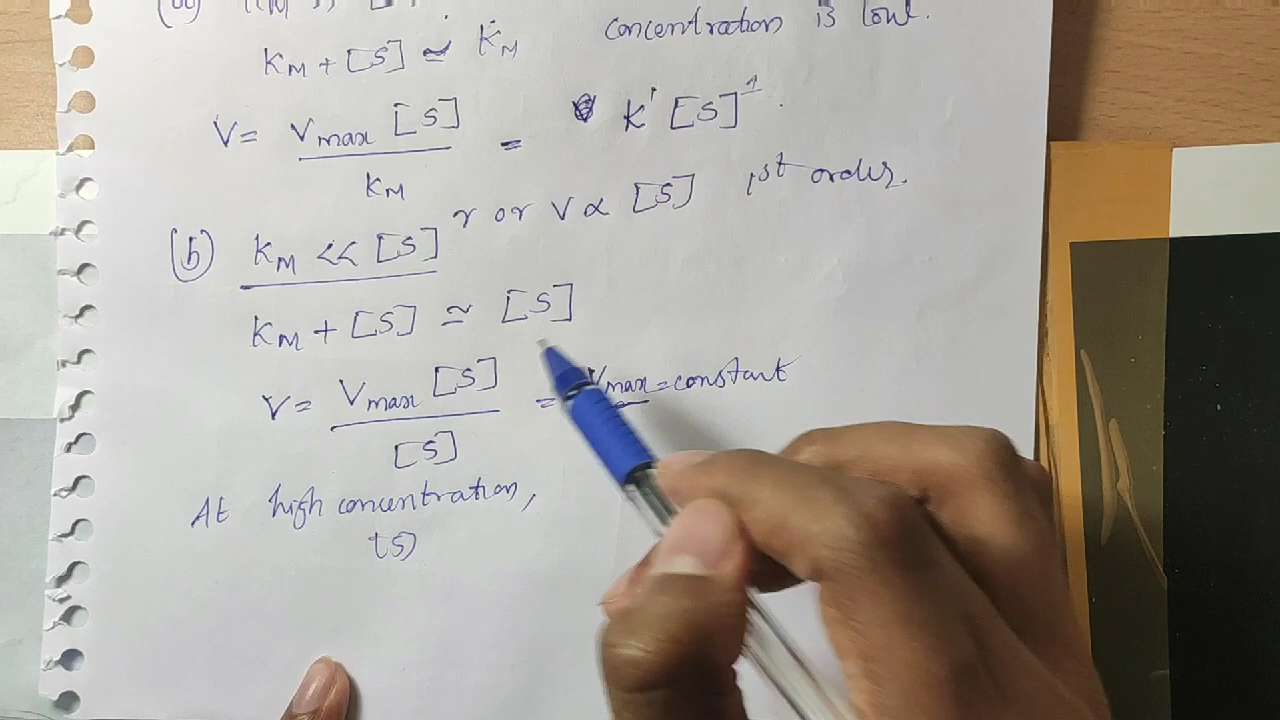 concentration is low.
KM + [S] ≃ KM
V = Vmax [S] / KM = K' [S]^1.
r or V ∝ [S] 1st order.
(b) KM << [S]
KM + [S] ≃ [S]
V = Vmax [S] / [S] = Vmax = constant
At high concentration,
[S]